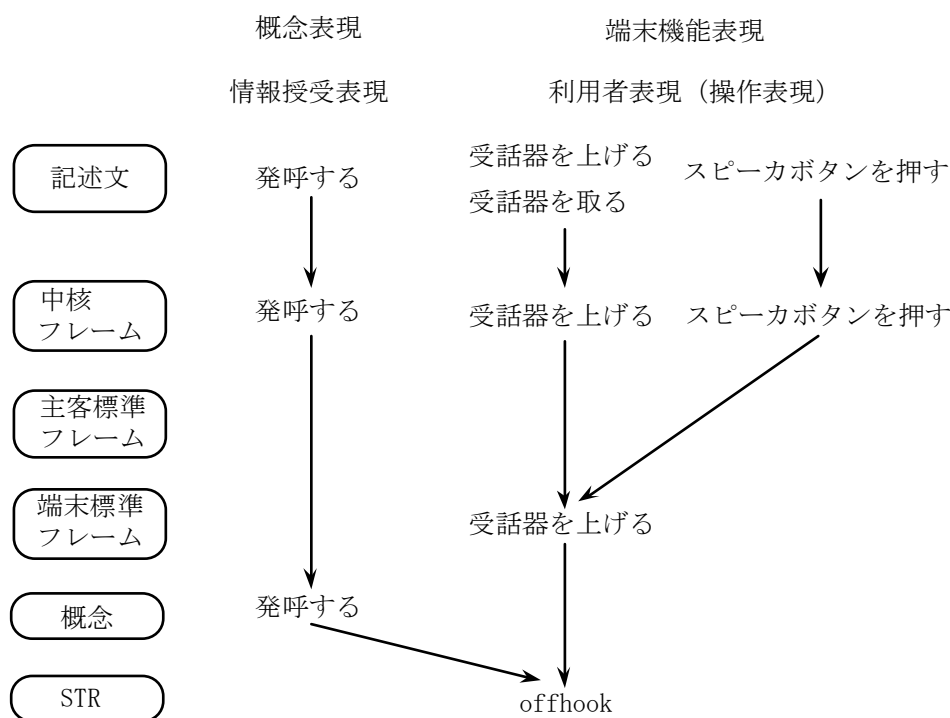 概念表現
端末機能表現
情報授受表現
利用者表現（操作表現）
記述文
発呼する
受話器を上げる
受話器を取る
スピーカボタンを押す
中核
フレーム
発呼する
受話器を上げる
スピーカボタンを押す
主客標準
フレーム
端末標準
フレーム
受話器を上げる
概念
発呼する
STR
offhook